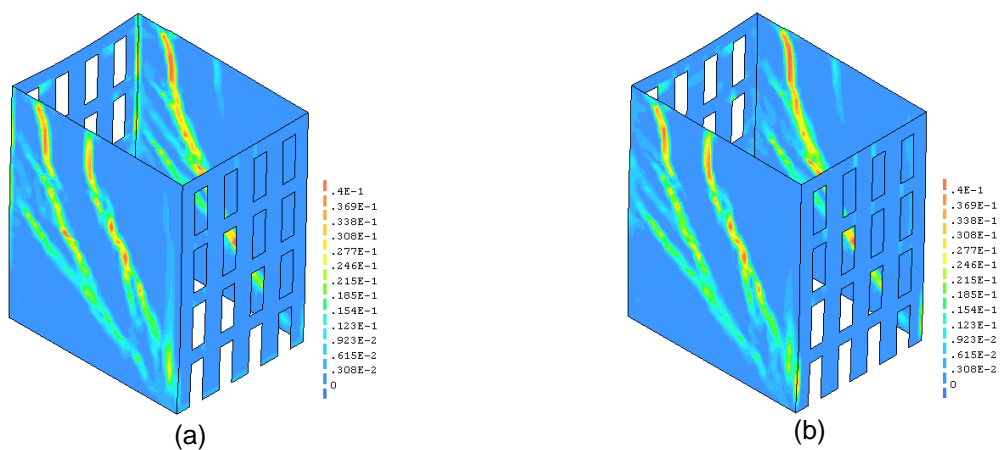 .4E-1
.369E-1
.338E-1
.308E-1
.277E-1
.246E-1
.215E-1
.185E-1
.154E-1
.123E-1
.923E-2
.615E-2
.308E-2
0
(a)
.4E-1
.369E-1
.338E-1
.308E-1
.277E-1
.246E-1
.215E-1
.185E-1
.154E-1
.123E-1
.923E-2
.615E-2
.308E-2
0
(b)